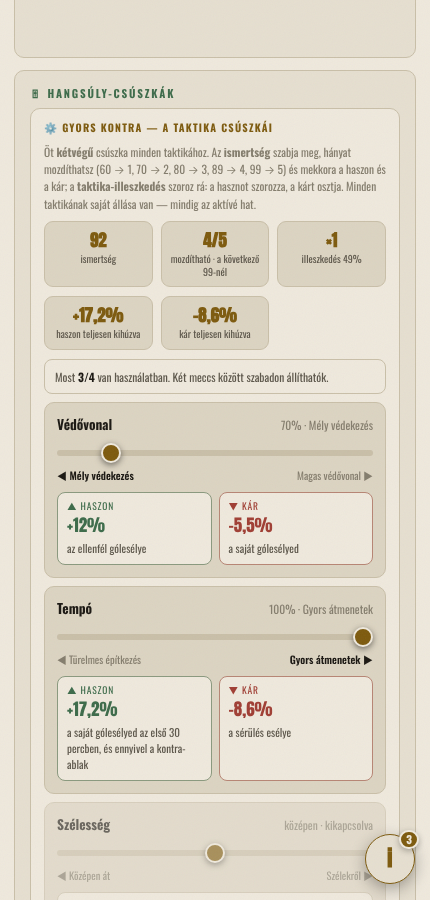 HANGSÚLY-CSÚSZKÁK
GYORS KONTRA — A TAKTIKA CSÚSZKÁI
Öt kétvégű csúszka minden taktikához. Az ismertség szabja meg, hányat
mozdíthatsz (60 → 1, 70 → 2, 80 → 3, 89 → 4, 99 → 5) és mekkora a haszon és
a kár; a taktika-illeszkedés szoroz rá: a hasznot szorozza, a kárt osztja. Minden
taktikának saját állása van — mindig az aktívé hat.
92
ismertség
4/5
mozdítható · a következő
99-nél
×1
illeszkedés 49%
+17,2%
haszon teljesen kihúzva
-8,6%
kár teljesen kihúzva
Most 3/4 van használatban. Két meccs között szabadon állíthatók.
Védővonal
70% · Mély védekezés
◀ Mély védekezés
Magas védővonal ▶
▲ HASZON
+12%
az ellenfél gólesélye
▼ KÁR
-5,5%
a saját gólesélyed
Tempó
100% · Gyors átmenetek
◀ Türelmes építkezés
Gyors átmenetek ▶
▲ HASZON
+17,2%
a saját gólesélyed az első 30
percben, és ennyivel a kontra-
ablak
▼ KÁR
-8,6%
a sérülés esélye
Szélesség
középen · kikapcsolva
◀ Középen át
Szélekről ▶
3